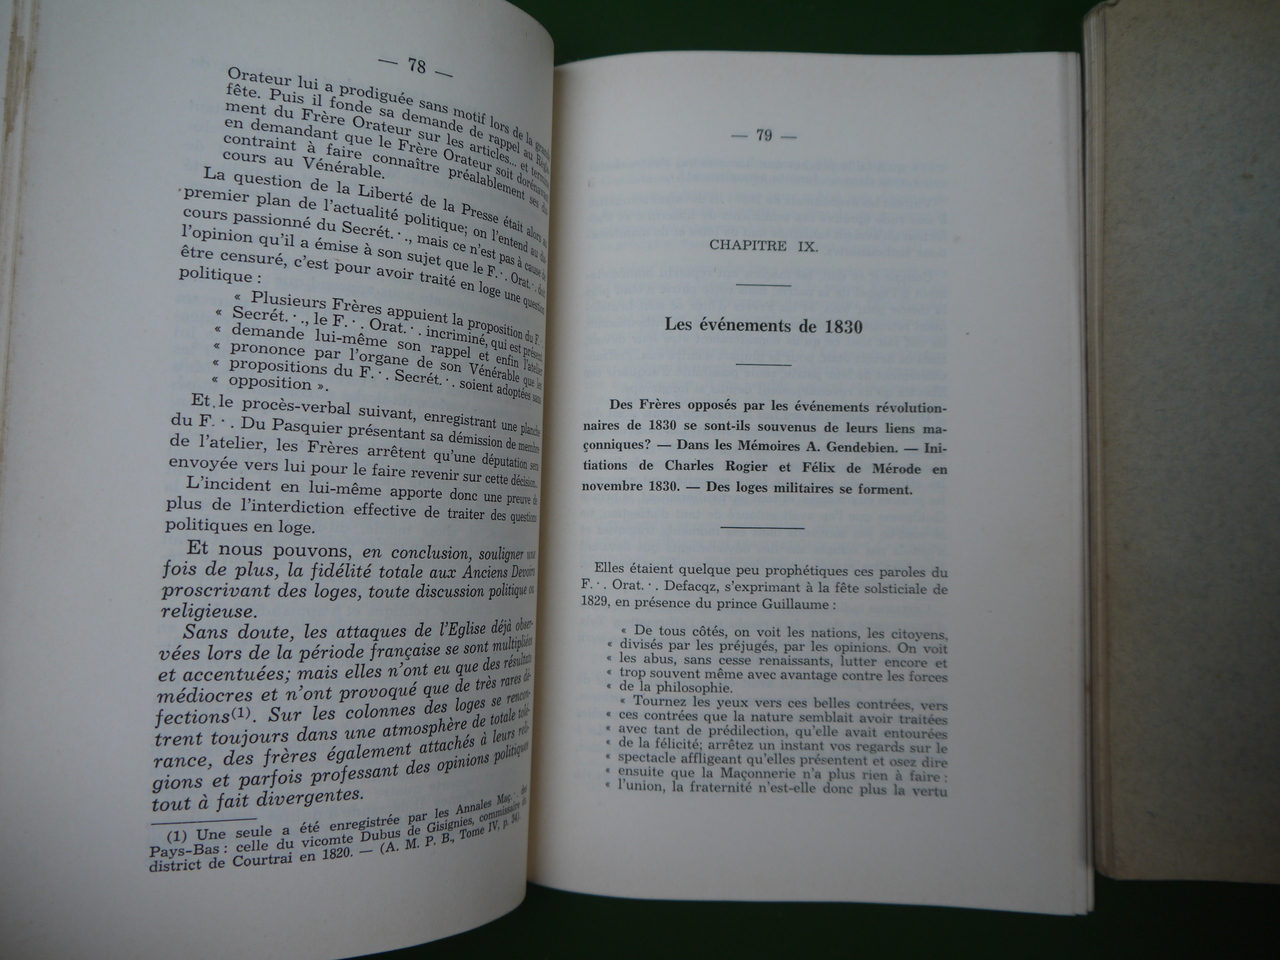 — 78 —
Orateur lui a prodiguée sans motif lors de la grande
fête. Puis il fonde sa demande de rappel au Règle-
ment du Frère Orateur sur les articles... et termine
en demandant que le Frère Orateur soit dorénavant
contraint à faire connaître préalablement ses dis-
cours au Vénérable.
La question de la Liberté de la Presse était alors au
premier plan de l'actualité politique; on l'entend au dis-
cours passionné du Secrét.·., mais ce n'est pas à cause de
l'opinion qu'il a émise à son sujet que le F.·. Orat.·. doit
être censuré, c'est pour avoir traité en loge une question
politique :
« Plusieurs Frères appuient la proposition du F.·.
« Secrét.·., le F.·. Orat.·. incriminé, qui est présent
« demande lui-même son rappel et enfin l'atelier
« prononce par l'organe de son Vénérable que les
« propositions du F.·. Secrét.·. soient adoptées sans
« opposition ».
Et le procès-verbal suivant, enregistrant une planche
du F.·. Du Pasquier présentant sa démission de membre
de l'atelier, les Frères arrêtent qu'une députation sera
envoyée vers lui pour le faire revenir sur cette décision.
L'incident en lui-même apporte donc une preuve de
plus de l'interdiction effective de traiter des questions
politiques en loge.
Et nous pouvons, en conclusion, souligner une
fois de plus, la fidélité totale aux Anciens Devoirs
proscrivant des loges, toute discussion politique ou
religieuse.
Sans doute, les attaques de l'Eglise déjà obser-
vées lors de la période française se sont multipliées
et accentuées; mais elles n'ont eu que des résultats
médiocres et n'ont provoqué que de très rares dé-
fections(1). Sur les colonnes des loges se rencon-
trent toujours dans une atmosphère de totale tolé-
rance, des frères également attachés à leurs reli-
gions et parfois professant des opinions politiques
tout à fait divergentes.
(1) Une seule a été enregistrée par les Annales Maç.·. des
Pays-Bas : celle du vicomte Dubus de Gisignies, commissaire du
district de Courtrai en 1820. — (A. M. P. B., Tome IV, p. 34).
— 79 —
CHAPITRE IX.
Les événements de 1830
Des Frères opposés par les événements révolution-
naires de 1830 se sont-ils souvenus de leurs liens ma-
çonniques? — Dans les Mémoires A. Gendebien. — Ini-
tiations de Charles Rogier et Félix de Mérode en
novembre 1830. — Des loges militaires se forment.
Elles étaient quelque peu prophétiques ces paroles du
F.·. Orat.·. Defacqz, s'exprimant à la fête solsticiale de
1829, en présence du prince Guillaume :
« De tous côtés, on voit les nations, les citoyens,
« divisés par les préjugés, par les opinions. On voit
« les abus, sans cesse renaissants, lutter encore et
« trop souvent même avec avantage contre les forces
« de la philosophie.
« Tournez les yeux vers ces belles contrées, vers
« ces contrées que la nature semblait avoir traitées
« avec tant de prédilection, qu'elle avait entourées
« de la félicité; arrêtez un instant vos regards sur le
« spectacle affligeant qu'elles présentent et osez dire
« ensuite que la Maçonnerie n'a plus rien à faire :
« l'union, la fraternité n'est-elle donc plus la vertu